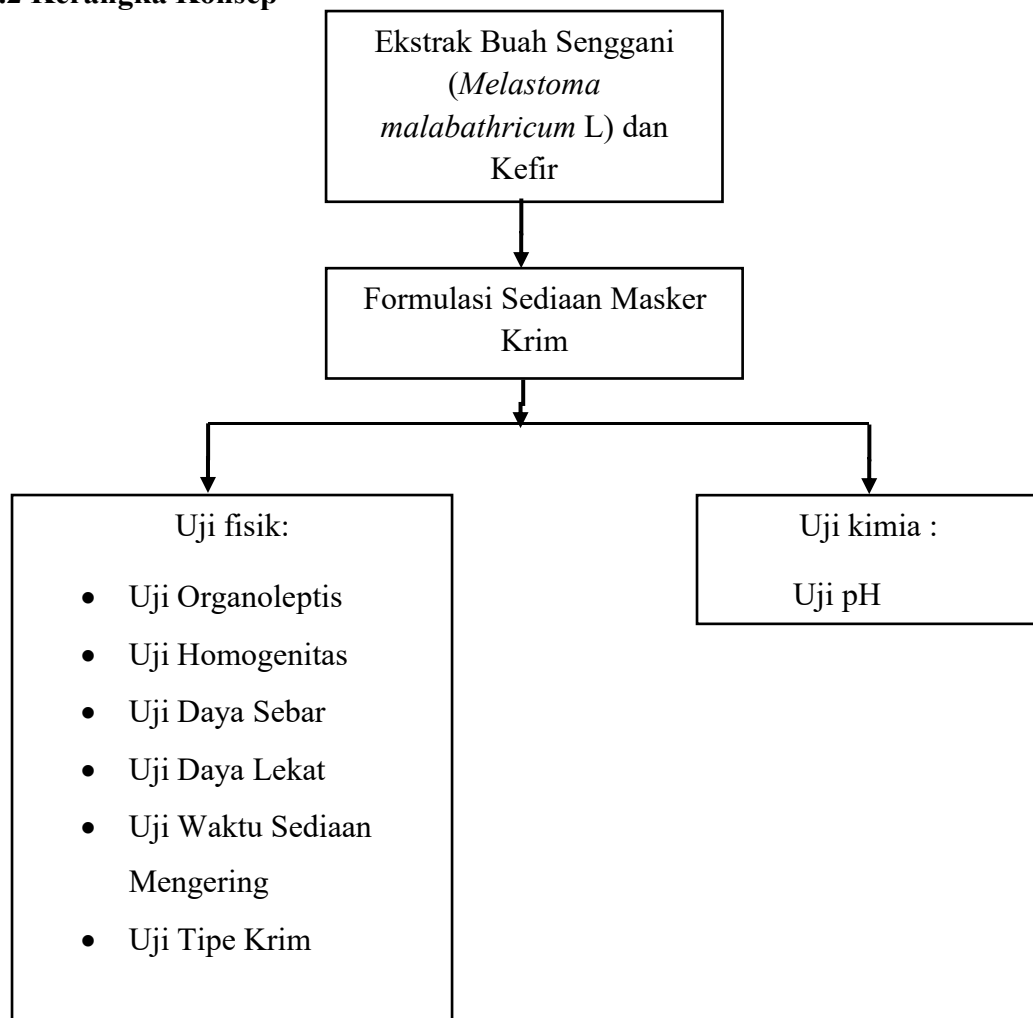 .2 Kerangka Konsep
Ekstrak Buah Senggani
(Melastoma
malabathricum L) dan
Kefir
Formulasi Sediaan Masker
Krim
Uji fisik:
• Uji Organoleptis
• Uji Homogenitas
• Uji Daya Sebar
• Uji Daya Lekat
• Uji Waktu Sediaan
Mengering
• Uji Tipe Krim
Uji kimia :
Uji pH